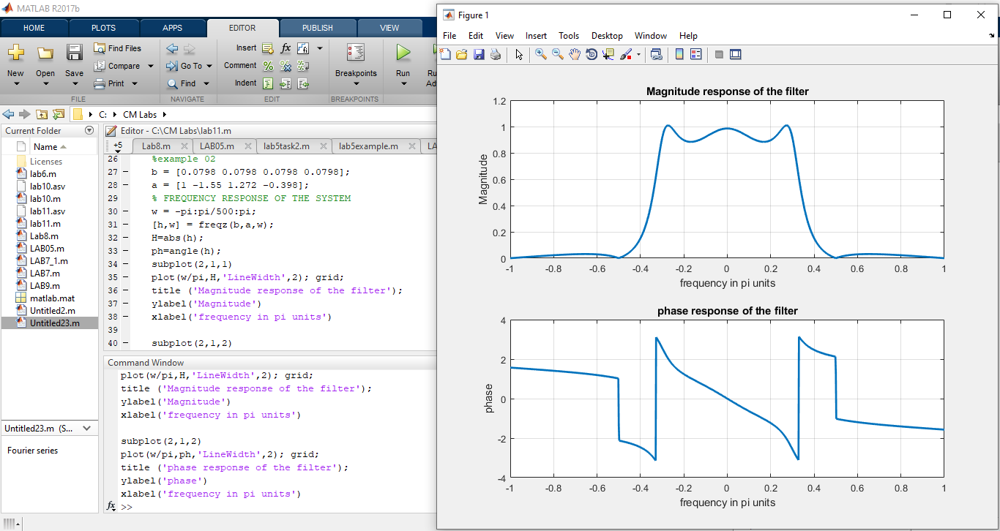 MATLAB R2017b
HOME PLOTS APPS EDITOR PUBLISH VIEW
New Open Save
Find Files
Compare
Print
FILE
Go To
Find
NAVIGATE
Insert fx
Comment
Indent
EDIT
Breakpoints
BREAKPOINTS
Run
C: CM Labs
Current Folder
Name
Licenses
lab6.m
lab10.asv
lab10.m
lab11.asv
lab11.m
Lab8.m
LAB05.m
LAB7_1.m
LAB7.m
LAB9.m
matlab.mat
Untitled2.m
Untitled23.m
Untitled23.m (S...
Fourier series
Editor - C:\CM Labs\lab11.m
+5 Lab8.m LAB05.m lab5task2.m lab5example.m LA
26 %example 02
27 – b = [0.0798 0.0798 0.0798 0.0798];
28 – a = [1 -1.55 1.272 -0.398];
29 % FREQUENCY RESPONSE OF THE SYSTEM
30 – w = -pi:pi/500:pi;
31 – [h,w] = freqz(b,a,w);
32 – H=abs(h);
33 – ph=angle(h);
34 – subplot(2,1,1)
35 – plot(w/pi,H,'LineWidth',2); grid;
36 – title ('Magnitude response of the filter');
37 – ylabel('Magnitude')
38 – xlabel('frequency in pi units')
39
40 – subplot(2,1,2)
Command Window
plot(w/pi,H,'LineWidth',2); grid;
title ('Magnitude response of the filter');
ylabel('Magnitude')
xlabel('frequency in pi units')
subplot(2,1,2)
plot(w/pi,ph,'LineWidth',2); grid;
title ('phase response of the filter');
ylabel('phase')
xlabel('frequency in pi units')
fx >>
Figure 1
File Edit View Insert Tools Desktop Window Help
Magnitude response of the filter
Magnitude
1.2
1
0.8
0.6
0.4
0.2
0
-1 -0.8 -0.6 -0.4 -0.2 0 0.2 0.4 0.6 0.8 1
frequency in pi units
phase response of the filter
phase
4
2
0
-2
-4
-1 -0.8 -0.6 -0.4 -0.2 0 0.2 0.4 0.6 0.8 1
frequency in pi units